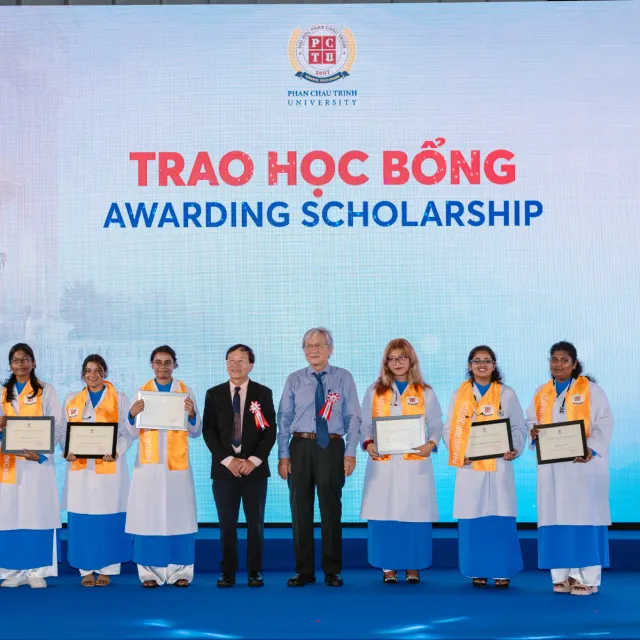 PCTU
2007
PHAN CHAU TRINH
UNIVERSITY
TRAO HỌC BỔNG
AWARDING SCHOLARSHIP